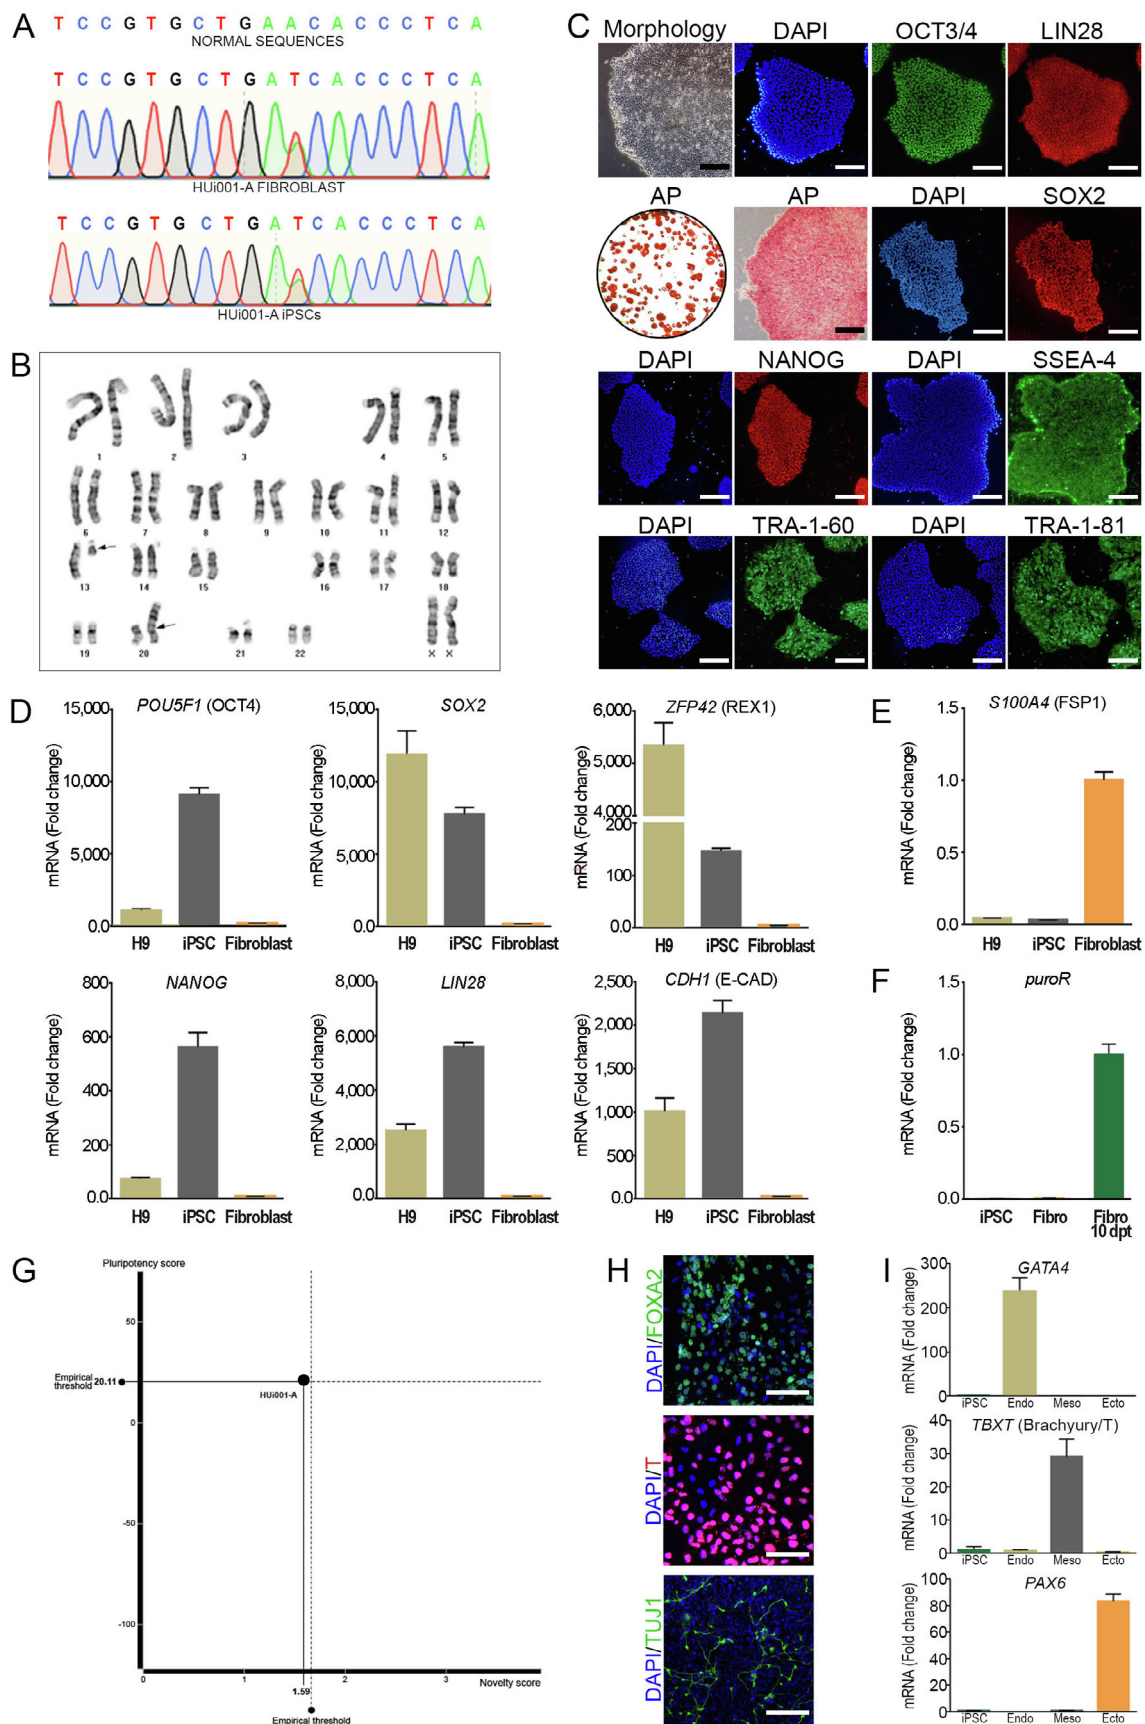 A
T C C G T G C T G A A C A C C C T C A
NORMAL SEQUENCES
T C C G T G C T G A T C A C C C T C A
HUi001-A FIBROBLAST
T C C G T G C T G A T C A C C C T C A
HUi001-A iPSCs
B
1 2 3 4 5
6 7 8 9 10 11 12
13 14 15 16 17 18
19 20 21 22 X X
C
Morphology DAPI OCT3/4 LIN28
AP AP DAPI SOX2
DAPI NANOG DAPI SSEA-4
DAPI TRA-1-60 DAPI TRA-1-81
D
POU5F1 (OCT4)
mRNA (Fold change)
15,000
10,000
5,000
0.0
H9 iPSC Fibroblast
SOX2
mRNA (Fold change)
15,000
10,000
5,000
0.0
H9 iPSC Fibroblast
ZFP42 (REX1)
mRNA (Fold change)
6,000
5,000
4,000
200
100
0.0
H9 iPSC Fibroblast
NANOG
mRNA (Fold change)
800
600
400
200
0.0
H9 iPSC Fibroblast
LIN28
mRNA (Fold change)
8,000
6,000
4,000
2,000
0.0
H9 iPSC Fibroblast
CDH1 (E-CAD)
mRNA (Fold change)
2,500
2,000
1,500
1,000
500
0.0
H9 iPSC Fibroblast
E
S100A4 (FSP1)
mRNA (Fold change)
1.5
1.0
0.5
0.0
H9 iPSC Fibroblast
F
puroR
mRNA (Fold change)
1.5
1.0
0.5
0.0
iPSC Fibro Fibro
10 dpt
G
Pluripotency score
50
Empirical
threshold
20.11
HUi001-A
0
-50
-100
0 1 2 3
1.59
Novelty score
Empirical threshold
H
DAPI/FOXA2
DAPI/T
DAPI/TUJ1
I
GATA4
mRNA (Fold change)
300
200
100
0
iPSC Endo Meso Ecto
TBXT (Brachyury/T)
mRNA (Fold change)
40
30
20
10
0
iPSC Endo Meso Ecto
PAX6
mRNA (Fold change)
100
80
60
40
20
0
iPSC Endo Meso Ecto